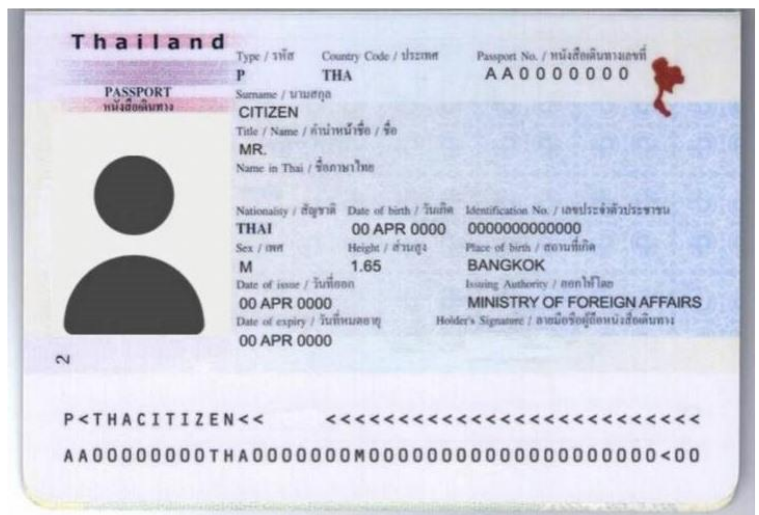 Thailand
Type / รหัส Country Code / ประเทศ Passport No. / หนังสือเดินทางเลขที่
P THA AA0000000
PASSPORT
หนังสือเดินทาง
Surname / นามสกุล
CITIZEN
Title / Name / คำนำหน้าชื่อ / ชื่อ
MR.
Name in Thai / ชื่อภาษาไทย
Nationality / สัญชาติ Date of birth / วันเกิด Identification No. / เลขประจำตัวประชาชน
THAI 00 APR 0000 0000000000000
Sex / เพศ Height / ส่วนสูง Place of birth / สถานที่เกิด
M 1.65 BANGKOK
Date of issue / วันที่ออก Issuing Authority / ออกให้โดย
00 APR 0000 MINISTRY OF FOREIGN AFFAIRS
Date of expiry / วันที่หมดอายุ Holder's Signature / ลายมือชื่อผู้ถือหนังสือเดินทาง
00 APR 0000
2
P<THACITIZEN<< <<<<<<<<<<<<<<<<<<<<<<<<<<
AA00000000THA0000000M00000000000000000000<00